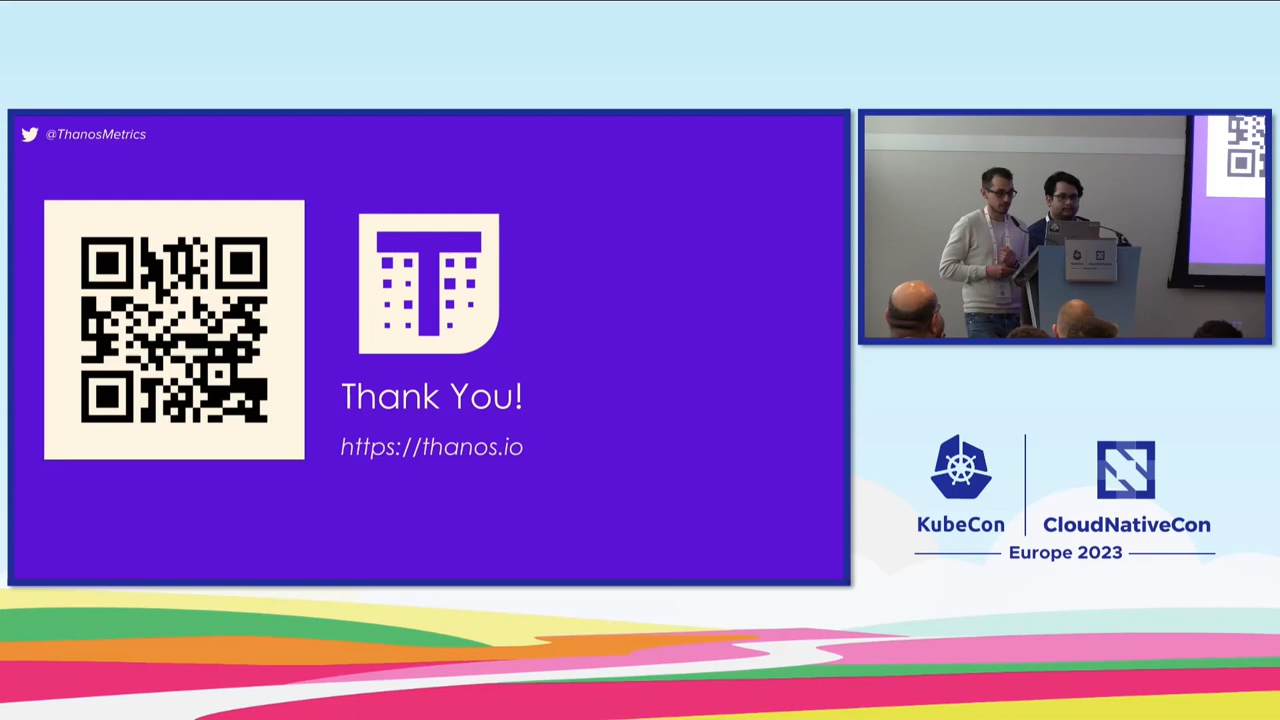 @ThanosMetrics
Thank You!
https://thanos.io
KubeCon
CloudNativeCon
Europe 2023